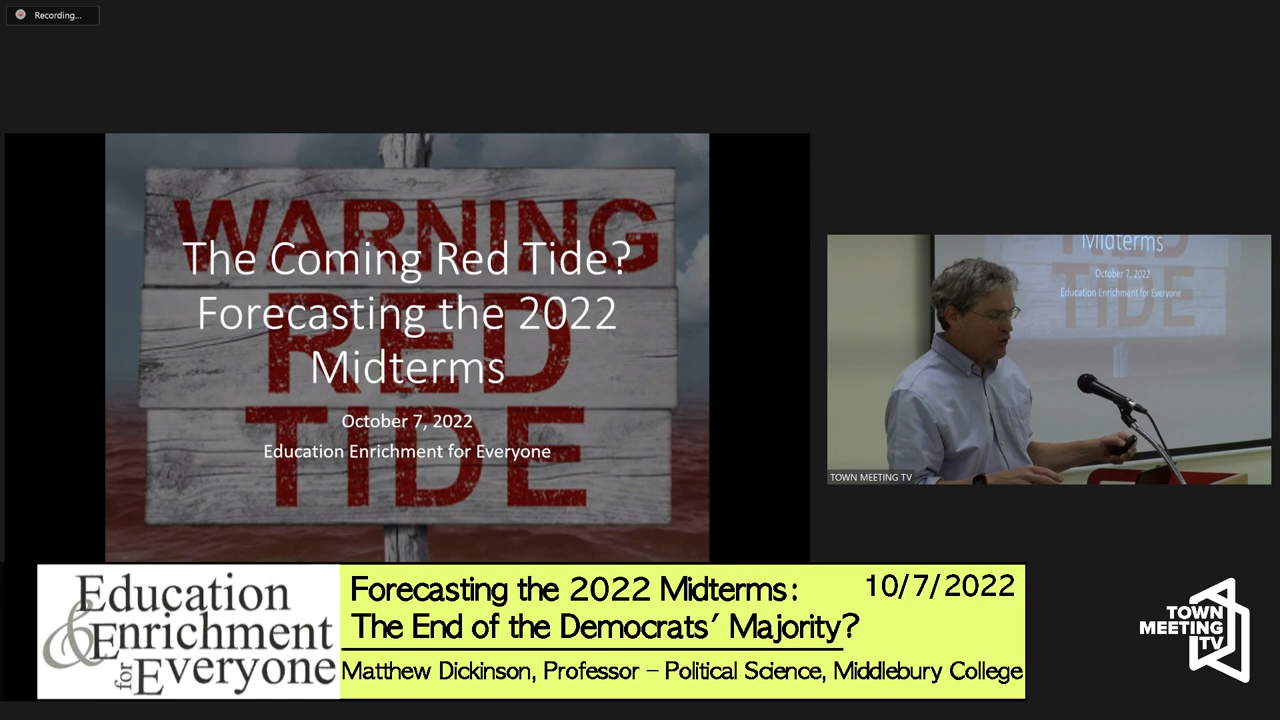 Recording...
WARNING
RED
TIDE
The Coming Red Tide?
Forecasting the 2022
Midterms
October 7, 2022
Education Enrichment for Everyone
Midterms
RED
October 7, 2022
Education Enrichment for Everyone
TIDE
TOWN MEETING TV
Education
& Enrichment
for Everyone
Forecasting the 2022 Midterms:
10/7/2022
The End of the Democrats' Majority?
Matthew Dickinson, Professor – Political Science, Middlebury College
TOWN
MEETING
TV